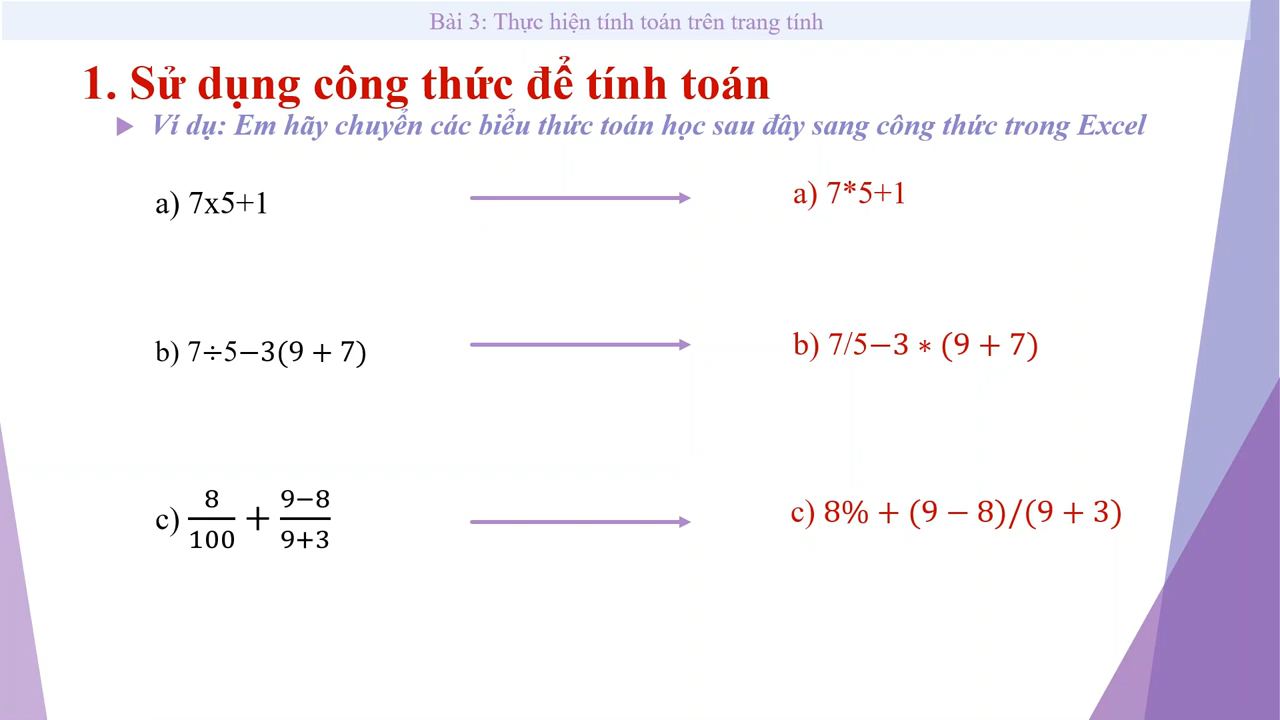 Bài 3: Thực hiện tính toán trên trang tính
1. Sử dụng công thức để tính toán
Ví dụ: Em hãy chuyển các biểu thức toán học sau đây sang công thức trong Excel
a) 7x5+1
a) 7*5+1
b) 7÷5−3(9 + 7)
b) 7/5−3 ∗ (9 + 7)
c) 8/100 + 9−8/9+3
c) 8% + (9 − 8)/(9 + 3)